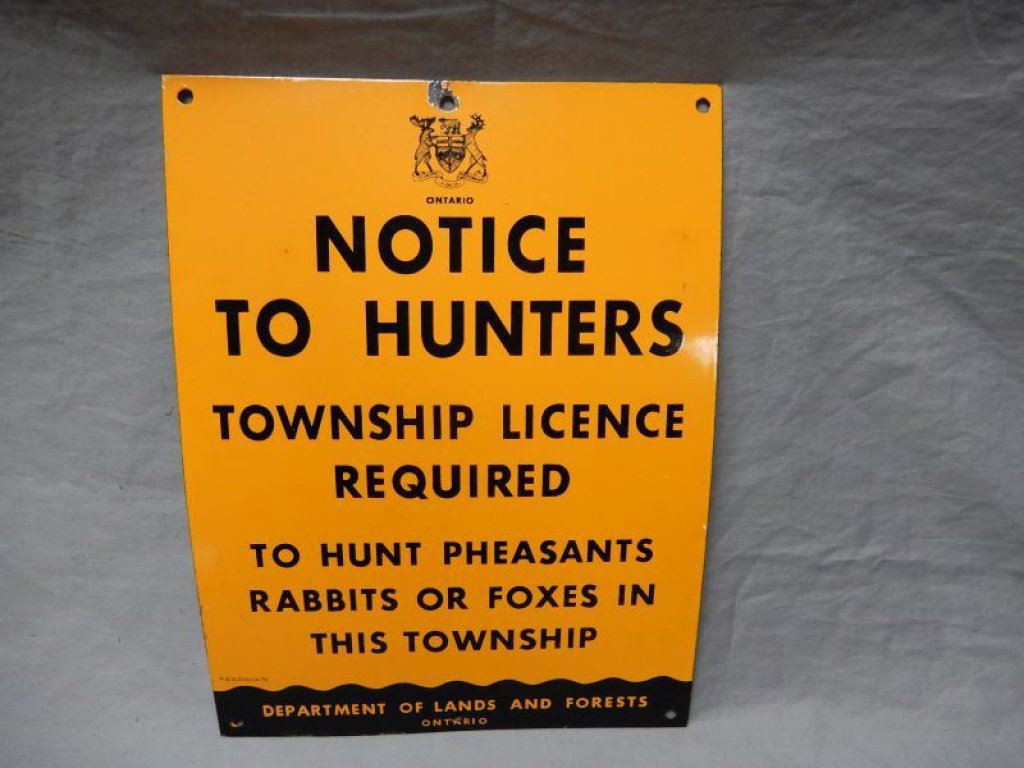 ONTARIO
NOTICE
TO HUNTERS
TOWNSHIP LICENCE
REQUIRED
TO HUNT PHEASANTS
RABBITS OR FOXES IN
THIS TOWNSHIP
DEPARTMENT OF LANDS AND FORESTS
ONTARIO